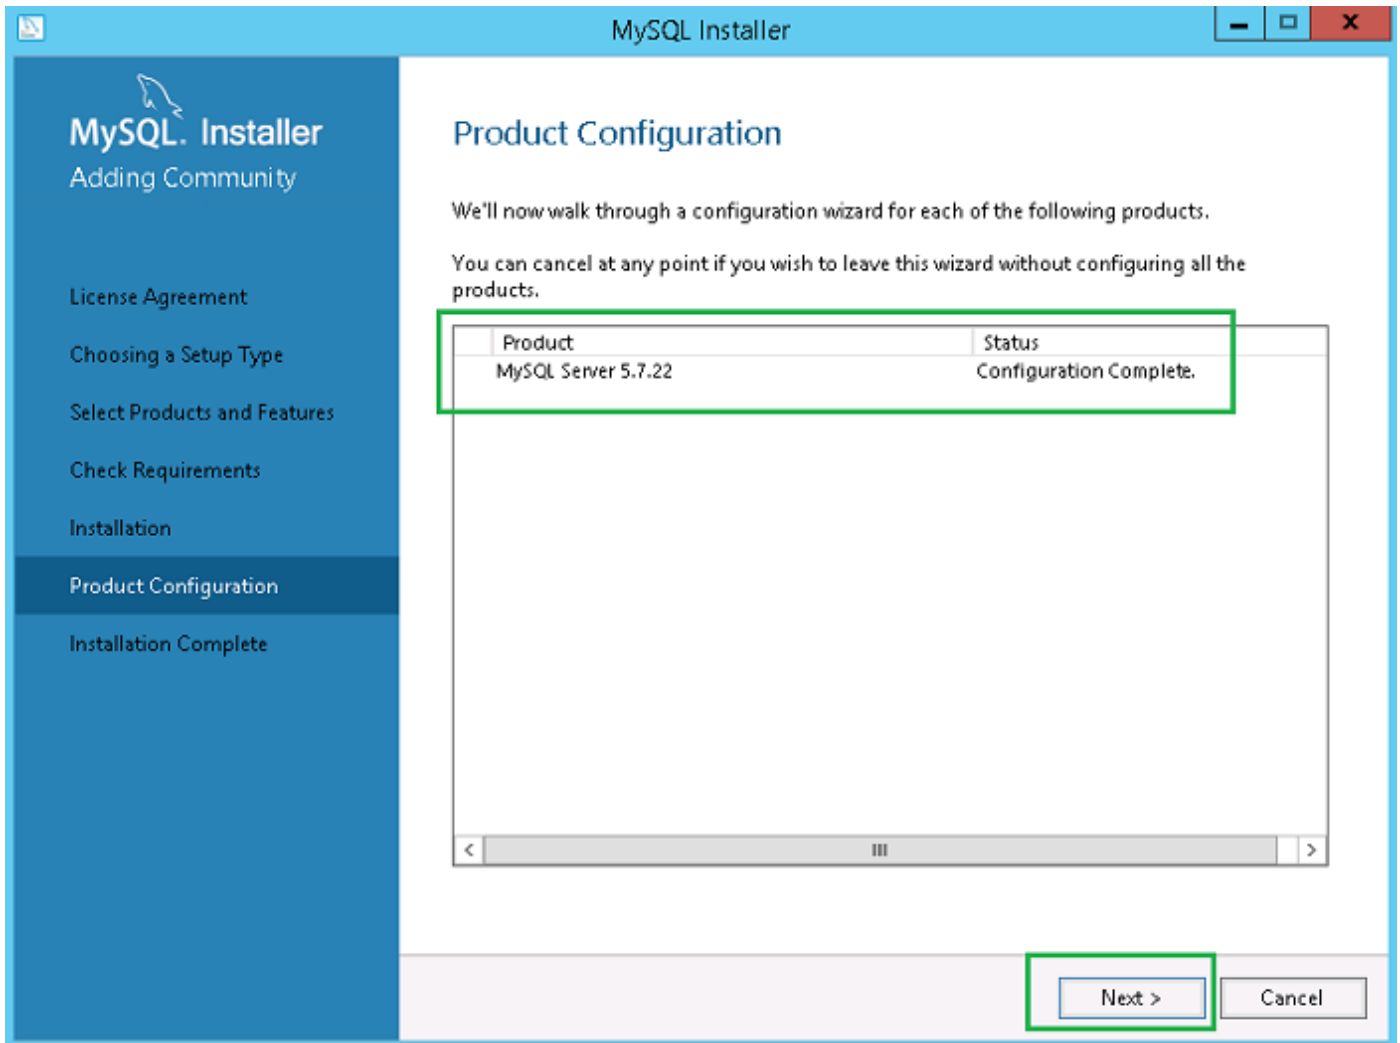 MySQL Installer
MySQL. Installer
Adding Community
License Agreement
Choosing a Setup Type
Select Products and Features
Check Requirements
Installation
Product Configuration
Installation Complete
Product Configuration
We'll now walk through a configuration wizard for each of the following products.
You can cancel at any point if you wish to leave this wizard without configuring all the
products.
Product Status
MySQL Server 5.7.22 Configuration Complete.
Next > Cancel